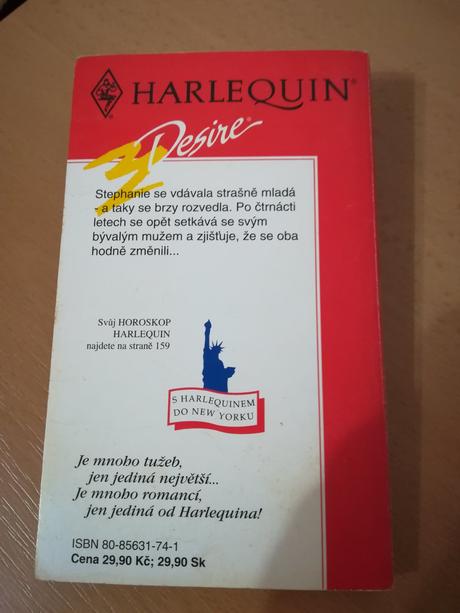 HARLEQUIN®
3 Desire®
Stephanie se vdávala strašně mladá
- a taky se brzy rozvedla. Po čtrnácti
letech se opět setkává se svým
bývalým mužem a zjišťuje, že se oba
hodně změnili...
Svůj HOROSKOP
HARLEQUIN
najdete na straně 159
S HARLEQUINEM
DO NEW YORKU
Je mnoho tužeb,
jen jediná největší...
Je mnoho romancí,
jen jediná od Harlequina!
ISBN 80-85631-74-1
Cena 29,90 Kč; 29,90 Sk